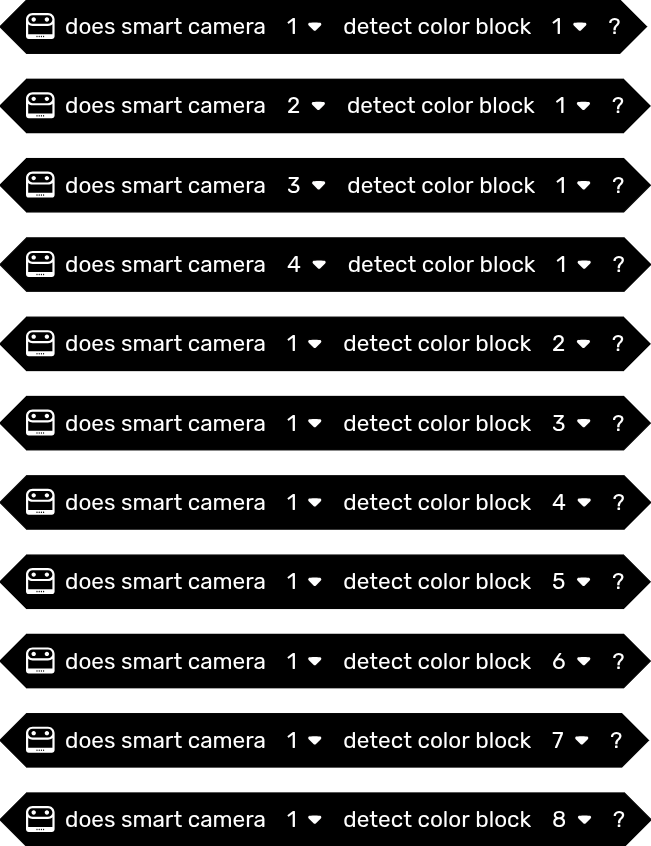 does smart camera 1 detect color block 1 ?
does smart camera 2 detect color block 1 ?
does smart camera 3 detect color block 1 ?
does smart camera 4 detect color block 1 ?
does smart camera 1 detect color block 2 ?
does smart camera 1 detect color block 3 ?
does smart camera 1 detect color block 4 ?
does smart camera 1 detect color block 5 ?
does smart camera 1 detect color block 6 ?
does smart camera 1 detect color block 7 ?
does smart camera 1 detect color block 8 ?